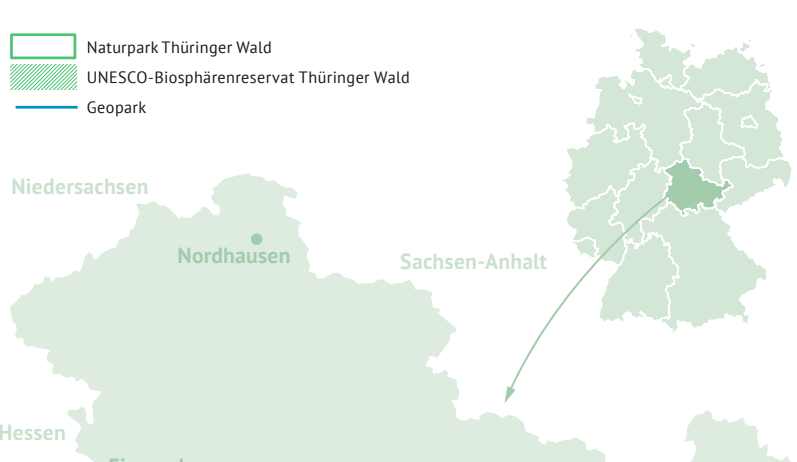 Naturpark Thüringer Wald
UNESCO-Biosphärenreservat Thüringer Wald
Geopark
Niedersachsen
Nordhausen
Sachsen-Anhalt
Hessen